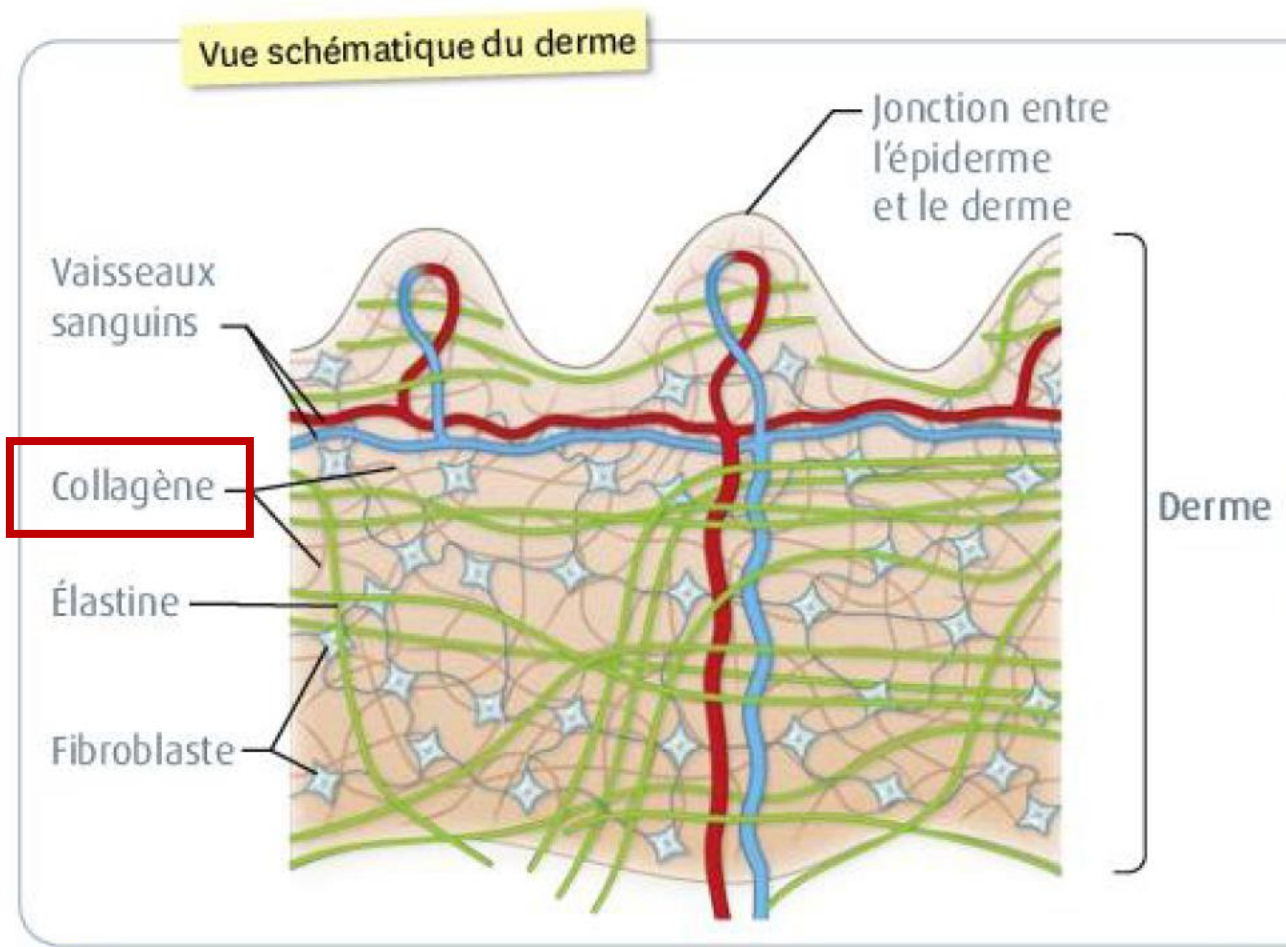 Vue schématique du derme
Jonction entre
l'épiderme
et le derme
Vaisseaux
sanguins
Collagène
Élastine
Fibroblaste
Derme